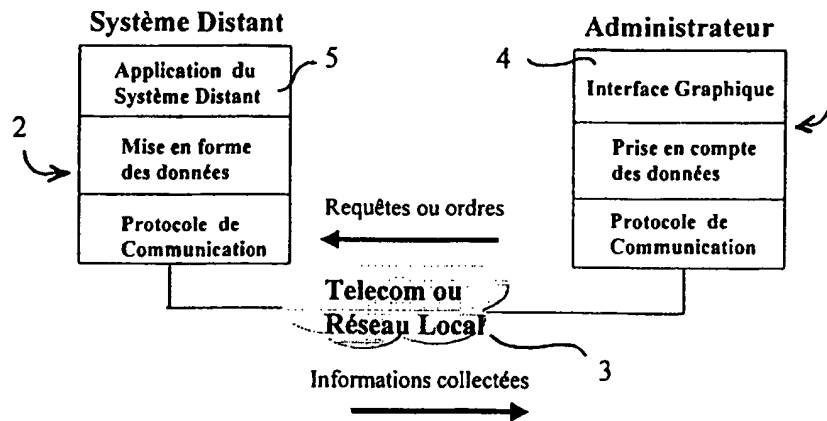 Système Distant
Administrateur
Application du
Système Distant
5
4
Interface Graphique
2
Mise en forme
des données
Prise en compte
des données
Protocole de
Communication
Requêtes ou ordres
Protocole de
Communication
Telecom ou
Réseau Local
3
Informations collectées